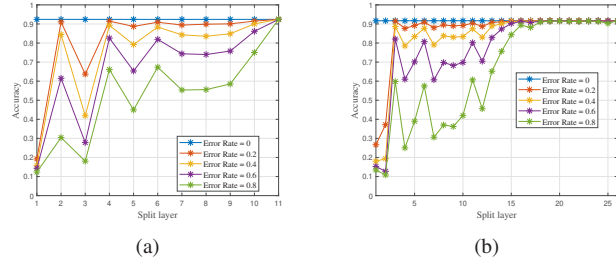 1
0.9
0.8
0.7
0.6
0.5
0.4
0.3
0.2
0.1
0
Accuracy
Error Rate = 0
Error Rate = 0.2
Error Rate = 0.4
Error Rate = 0.6
Error Rate = 0.8
1 2 3 4 5 6 7 8 9 10 11
Split layer
(a)
1
0.9
0.8
0.7
0.6
0.5
0.4
0.3
0.2
0.1
0
Accuracy
Error Rate = 0
Error Rate = 0.2
Error Rate = 0.4
Error Rate = 0.6
Error Rate = 0.8
5 10 15 20 25
Split layer
(b)